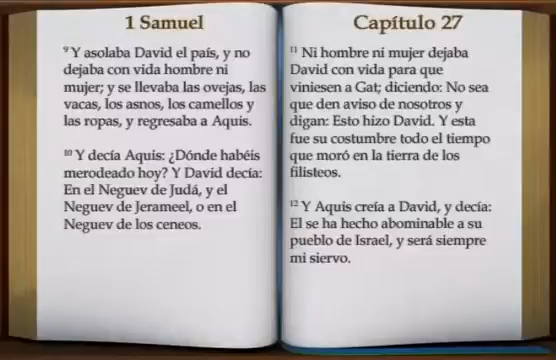 1 Samuel
⁹ Y asolaba David el país, y no
dejaba con vida hombre ni
mujer; y se llevaba las ovejas, las
vacas, los asnos, los camellos y
las ropas, y regresaba a Aquis.
¹⁰ Y decía Aquis: ¿Dónde habéis
merodeado hoy? Y David decía:
En el Neguev de Judá, y el
Neguev de Jerameel, o en el
Neguev de los ceneos.
Capítulo 27
¹¹ Ni hombre ni mujer dejaba
David con vida para que
viniesen a Gat; diciendo: No sea
que den aviso de nosotros y
digan: Esto hizo David. Y esta
fue su costumbre todo el tiempo
que moró en la tierra de los
filisteos.
¹² Y Aquis creía a David, y decía:
El se ha hecho abominable a su
pueblo de Israel, y será siempre
mi siervo.